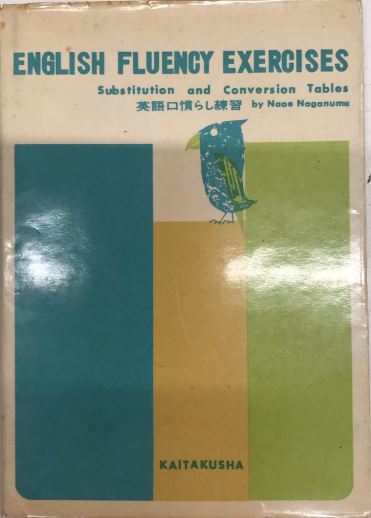 ENGLISH FLUENCY EXERCISES
Substitution and Conversion Tables
英語口慣らし練習 by Naoe Naganuma
KAITAKUSHA